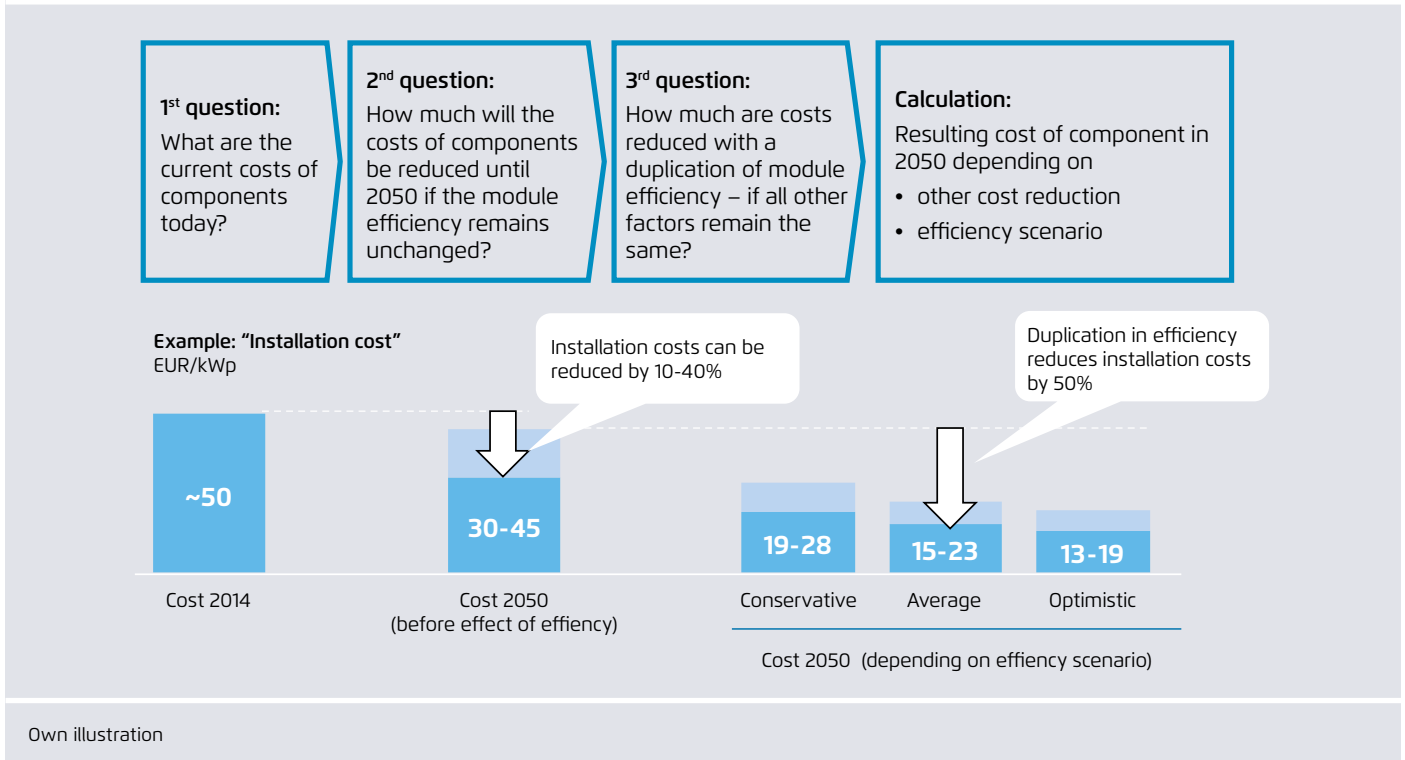 1st question:
What are the
current costs of
components
today?
2nd question:
How much will the
costs of components
be reduced until
2050 if the module
efficiency remains
unchanged?
3rd question:
How much are costs
reduced with a
duplication of module
efficiency – if all other
factors remain the
same?
Calculation:
Resulting cost of component in
2050 depending on
• other cost reduction
• efficiency scenario
Example: “Installation cost”
EUR/kWp
Installation costs can be
reduced by 10-40%
Duplication in efficiency
reduces installation costs
by 50%
~50
30-45
19-28
15-23
13-19
Cost 2014
Cost 2050
(before effect of effiency)
Conservative
Average
Optimistic
Cost 2050 (depending on effiency scenario)
Own illustration